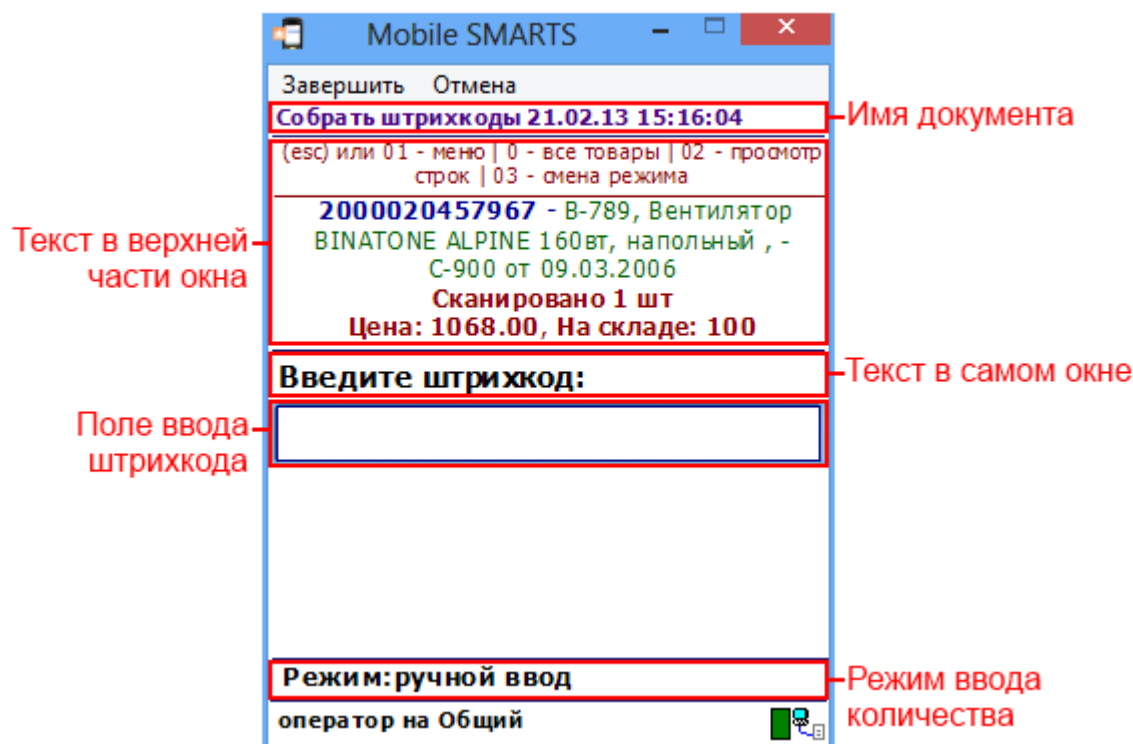 Mobile SMARTS
Завершить Отмена
Собрать штрихкоды 21.02.13 15:16:04
Имя документа
(esc) или 01 - меню | 0 - все товары | 02 - просмотр
строк | 03 - смена режима
2000020457967 - В-789, Вентилятор
BINATONE ALPINE 160вт, напольный , -
С-900 от 09.03.2006
Сканировано 1 шт
Цена: 1068.00, На складе: 100
Текст в верхней
части окна
Введите штрихкод:
Текст в самом окне
Поле ввода
штрихкода
Режим:ручной ввод
Режим ввода
количества
оператор на Общий